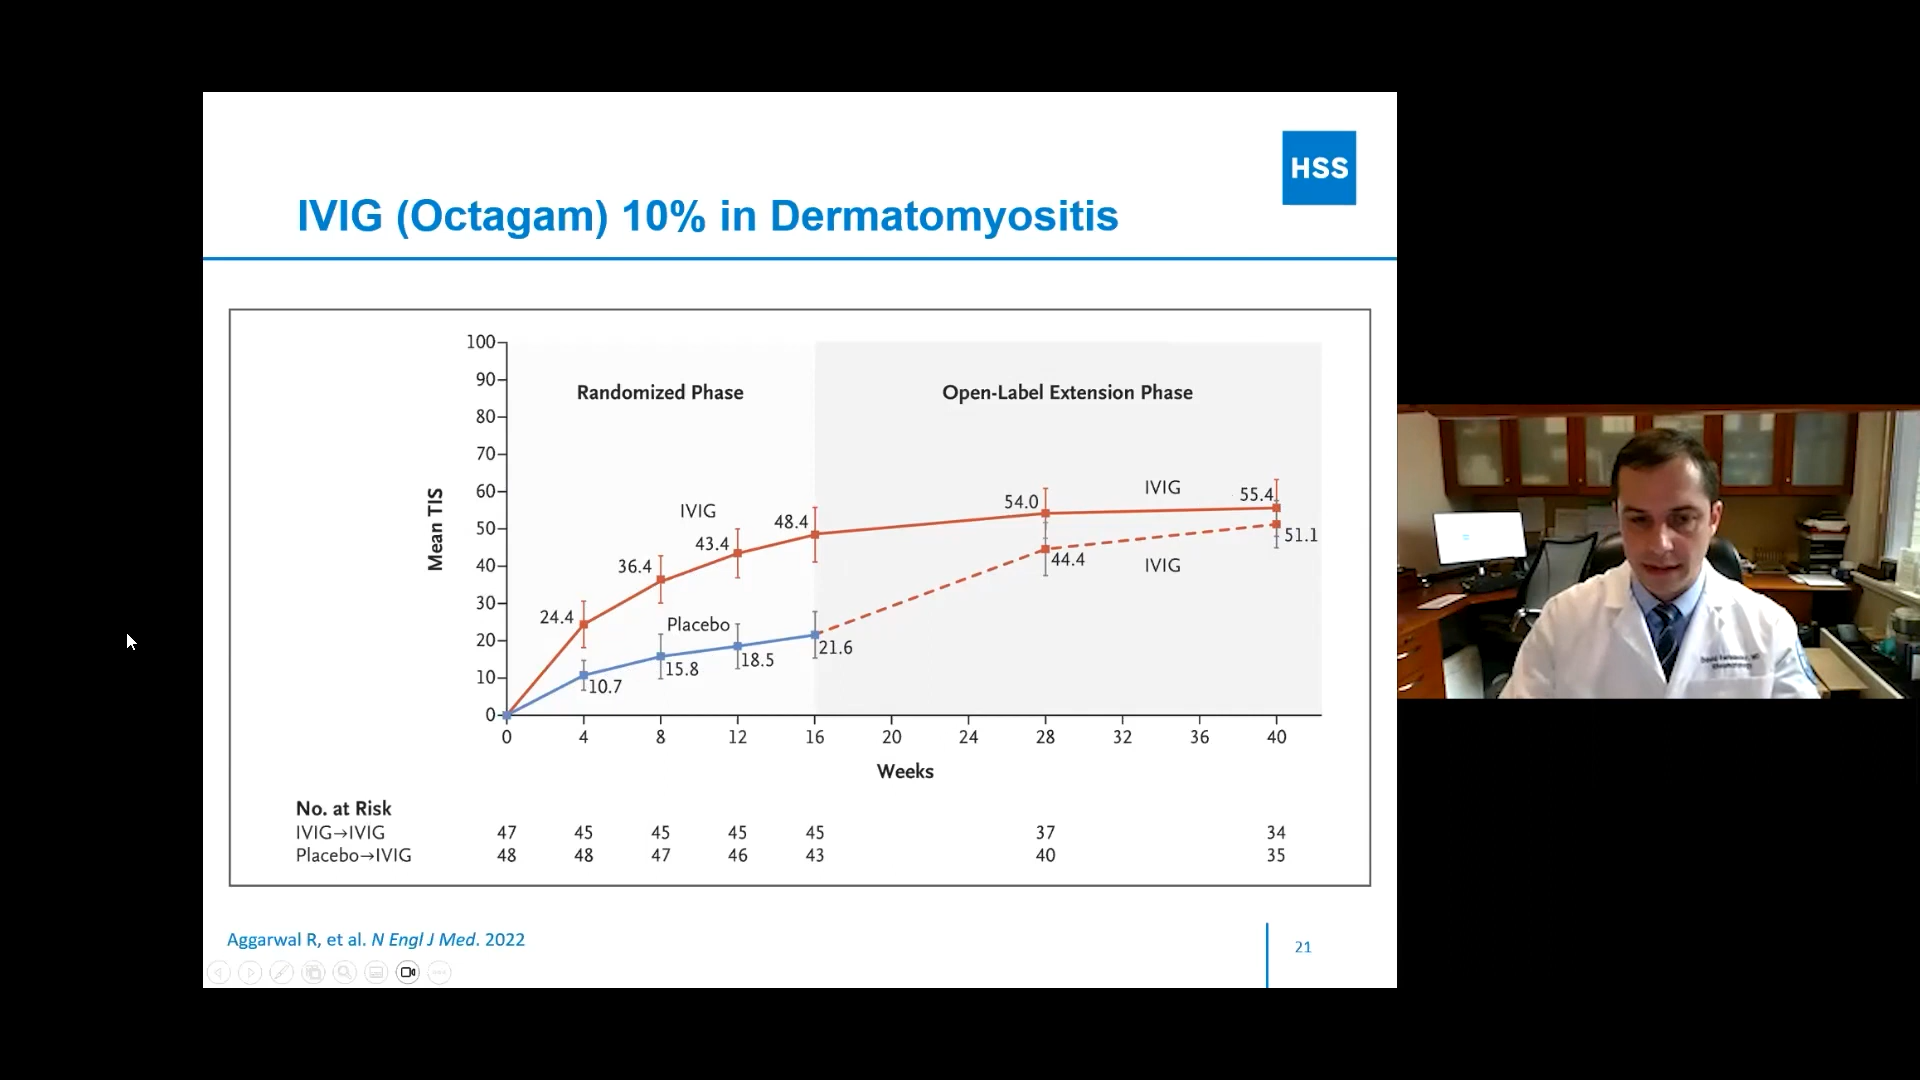 HSS
IVIG (Octagam) 10% in Dermatomyositis
100
90
80
70
60
50
40
30
20
10
0
Mean TIS
Randomized Phase
Open-Label Extension Phase
IVIG
24.4
36.4
43.4
48.4
54.0
IVIG
55.4
Placebo
10.7
15.8
18.5
21.6
44.4
IVIG
51.1
0 4 8 12 16 20 24 28 32 36 40
Weeks
No. at Risk
IVIG→IVIG 47 45 45 45 45 37 34
Placebo→IVIG 48 48 47 46 43 40 35
Aggarwal R, et al. N Engl J Med. 2022
21
David